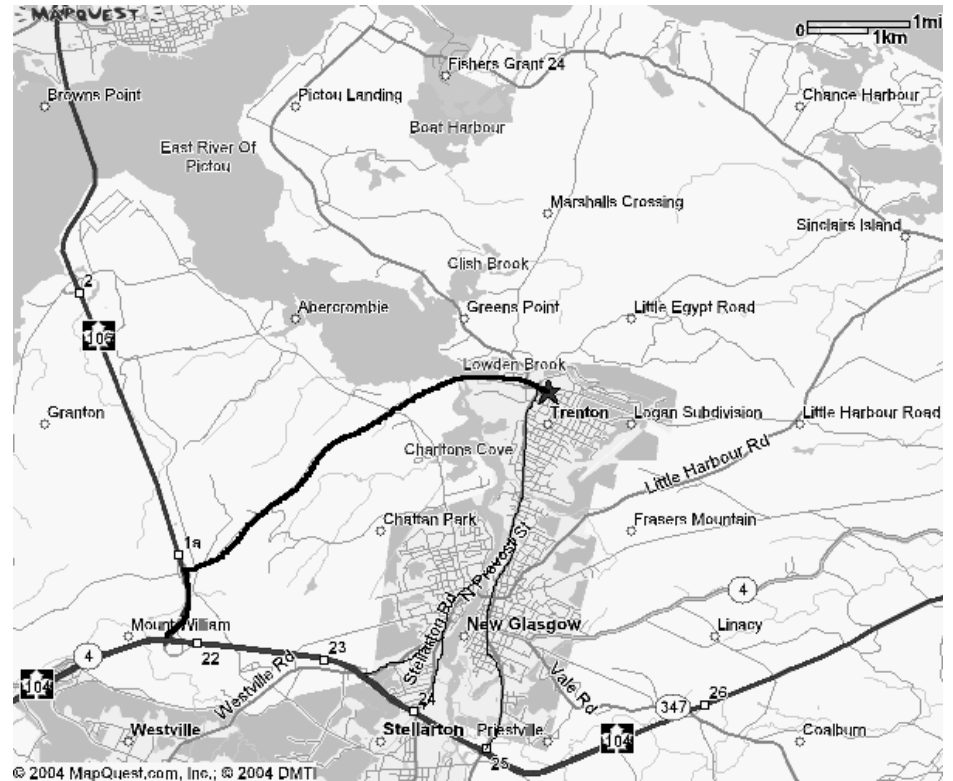 MAPQUEST
0 1mi
1km
Fishers Grant 24
Browns Point
Pictou Landing
Chance Harbour
Boat Harbour
East River Of
Pictou
Marshalls Crossing
Sinclairs Island
Clish Brook
2
Abercrombie
Greens Point
Little Egypt Road
106
Lowden Brook
Granton
Trenton
Logan Subdivision
Little Harbour Road
Charltons Cove
Little Harbour Rd
Chattan Park
Frasers Mountain
1a
N Provost St
4
Mount William
New Glasgow
Linacy
22
23
Stellarton Rd
4
Westville Rd
Vale Rd
104
24
26
347
Westville
Stellarton
Priestville
104
Coalburn
25
© 2004 MapQuest.com, Inc.; © 2004 DMTI